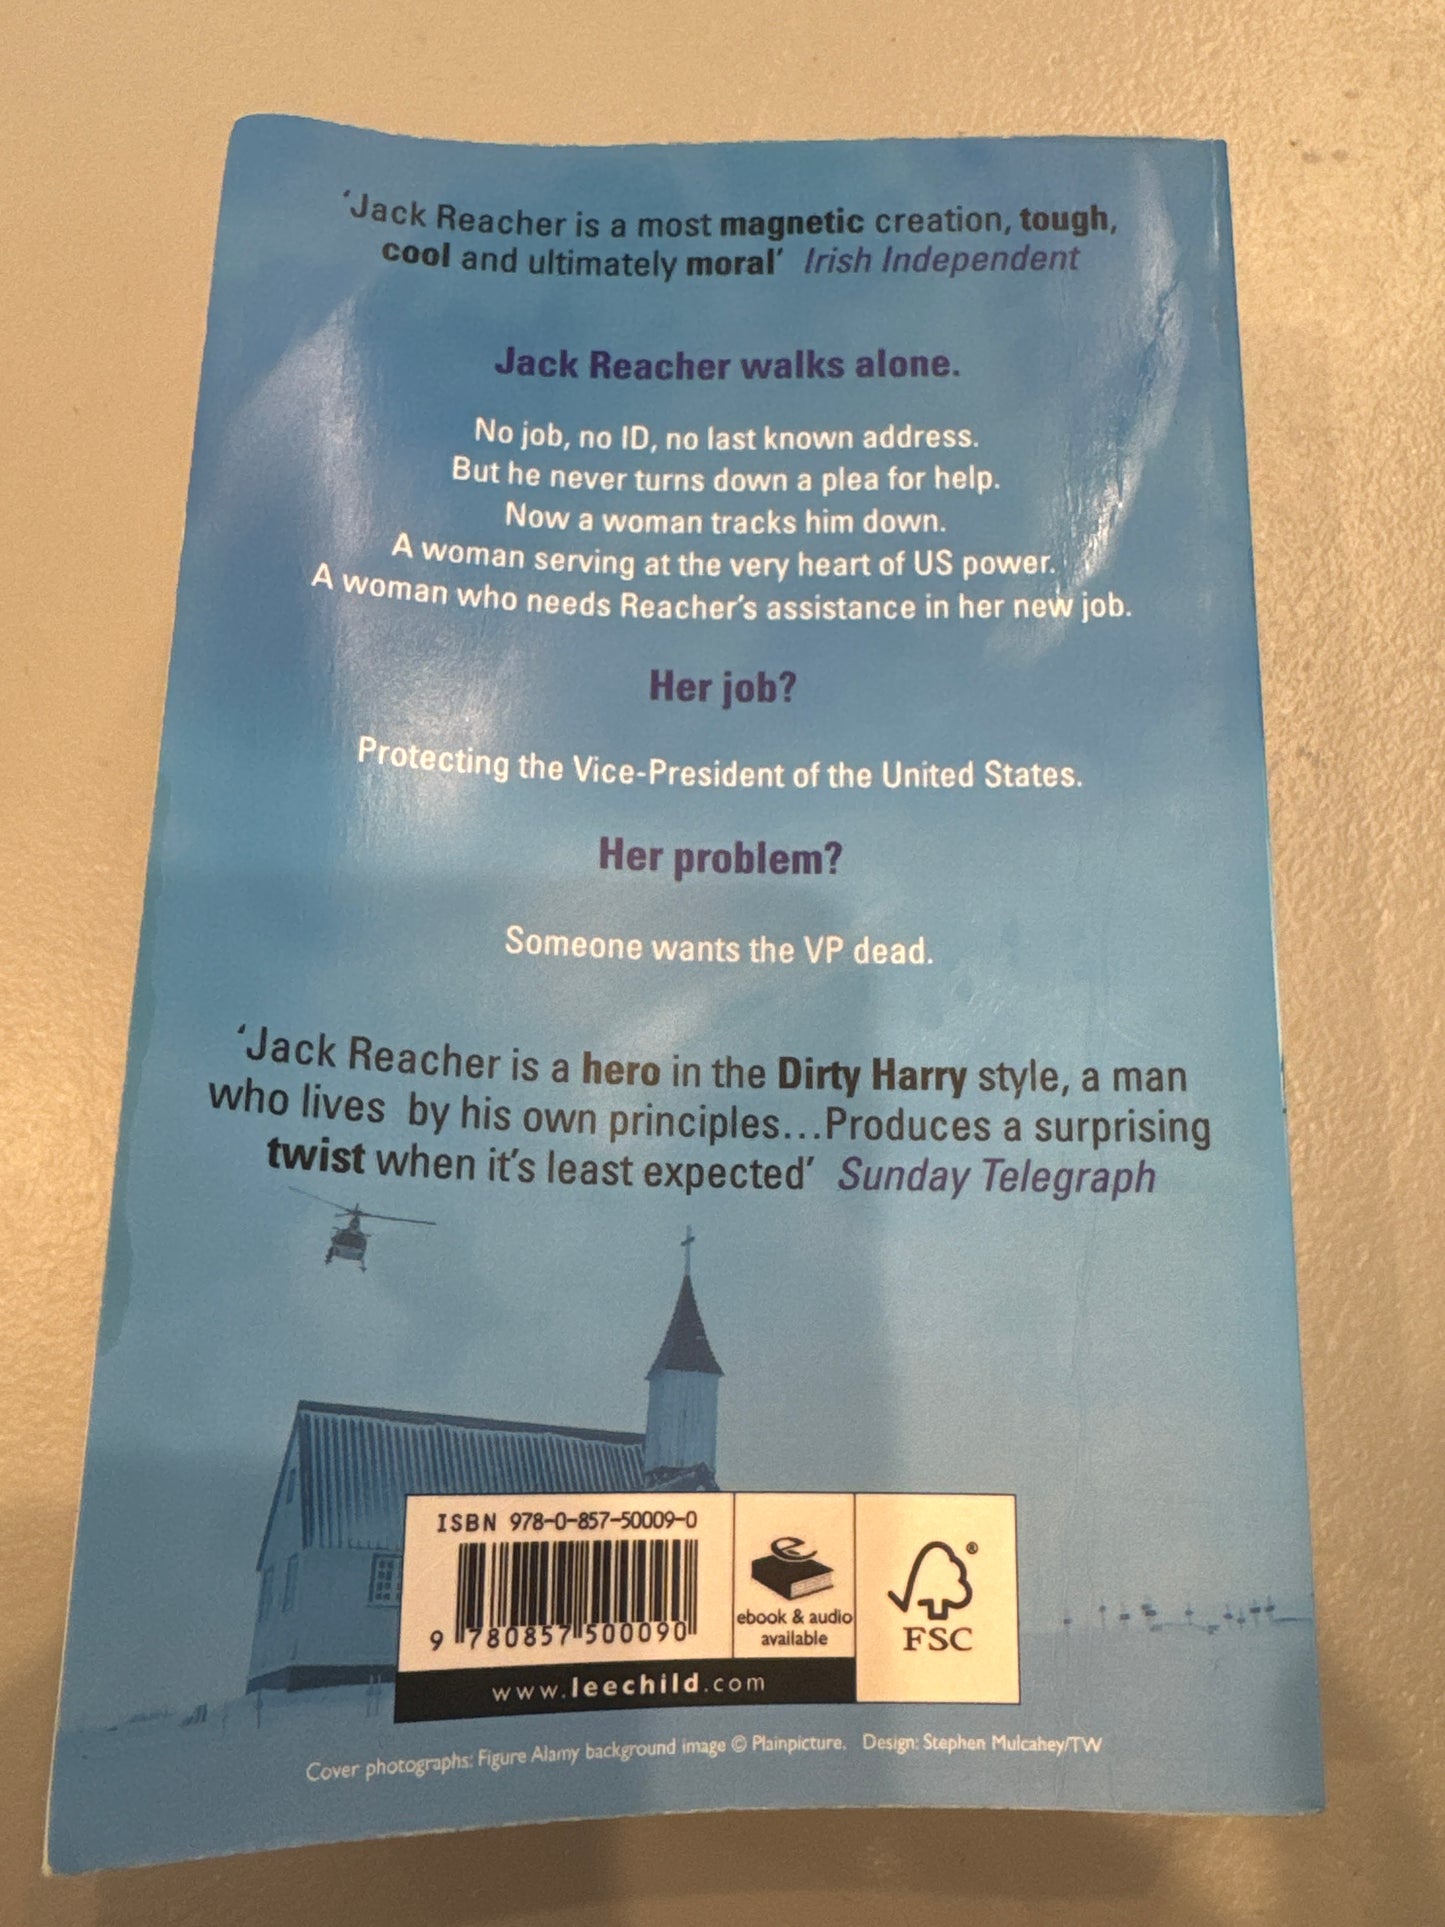 ‘Jack Reacher is a most magnetic creation, tough,
cool and ultimately moral’ Irish Independent
Jack Reacher walks alone.
No job, no ID, no last known address.
But he never turns down a plea for help.
Now a woman tracks him down.
A woman serving at the very heart of US power.
A woman who needs Reacher’s assistance in her new job.
Her job?
Protecting the Vice-President of the United States.
Her problem?
Someone wants the VP dead.
‘Jack Reacher is a hero in the Dirty Harry style, a man
who lives by his own principles...Produces a surprising
twist when it’s least expected’ Sunday Telegraph
ISBN 978-0-857-50009-0
9 780857 500090
ebook & audio
available
®
FSC
www.leechild.com
Cover photographs: Figure Alamy background image © Plainpicture. Design: Stephen Mulcahey/TW